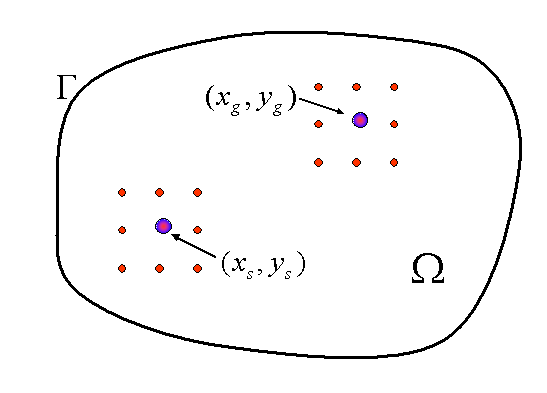 Γ
(x_g, y_g)
(x_s, y_s)
Ω